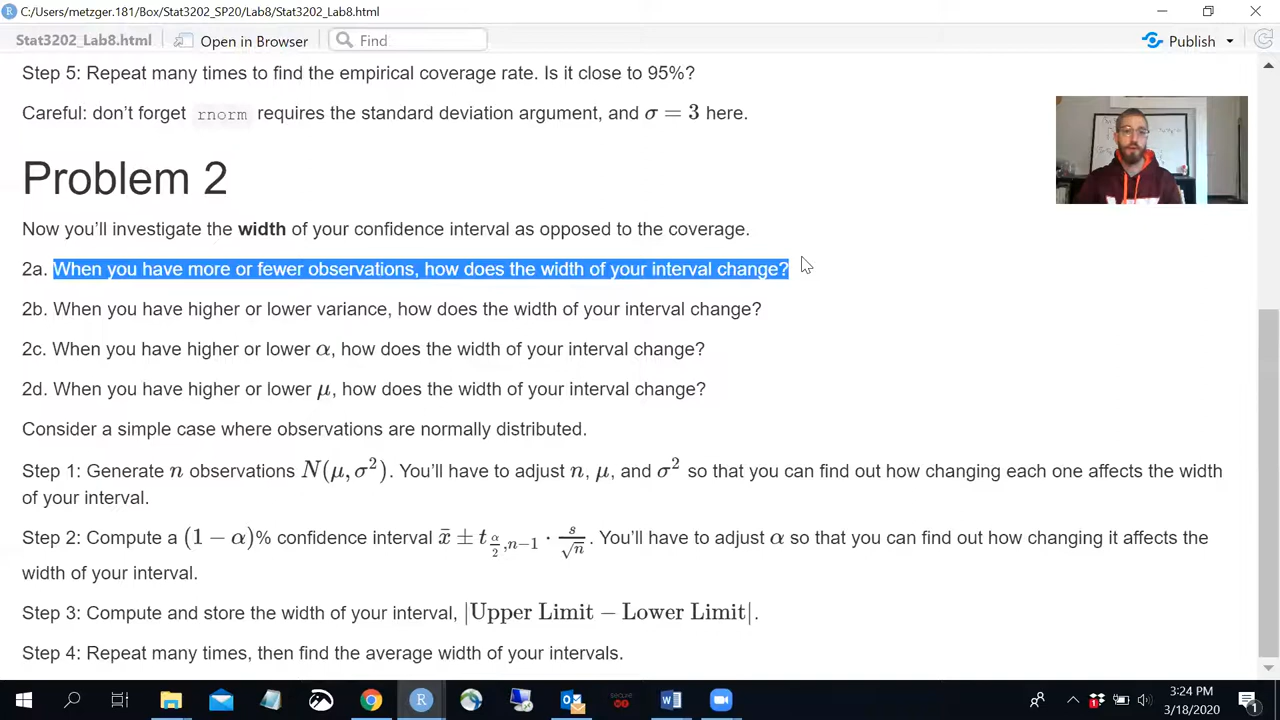 C:/Users/metzger.181/Box/Stat3202_SP20/Lab8/Stat3202_Lab8.html
Stat3202_Lab8.html Open in Browser Find Publish
Step 5: Repeat many times to find the empirical coverage rate. Is it close to 95%?
Careful: don't forget rnorm requires the standard deviation argument, and σ = 3 here.
Problem 2
Now you'll investigate the width of your confidence interval as opposed to the coverage.
2a. When you have more or fewer observations, how does the width of your interval change?
2b. When you have higher or lower variance, how does the width of your interval change?
2c. When you have higher or lower α, how does the width of your interval change?
2d. When you have higher or lower μ, how does the width of your interval change?
Consider a simple case where observations are normally distributed.
Step 1: Generate n observations N(μ, σ²). You'll have to adjust n, μ, and σ² so that you can find out how changing each one affects the width
of your interval.
Step 2: Compute a (1 − α)% confidence interval x̄ ± t_{α/2,n−1} · s/√n. You'll have to adjust α so that you can find out how changing it affects the
width of your interval.
Step 3: Compute and store the width of your interval, |Upper Limit − Lower Limit|.
Step 4: Repeat many times, then find the average width of your intervals.
3:24 PM
3/18/2020